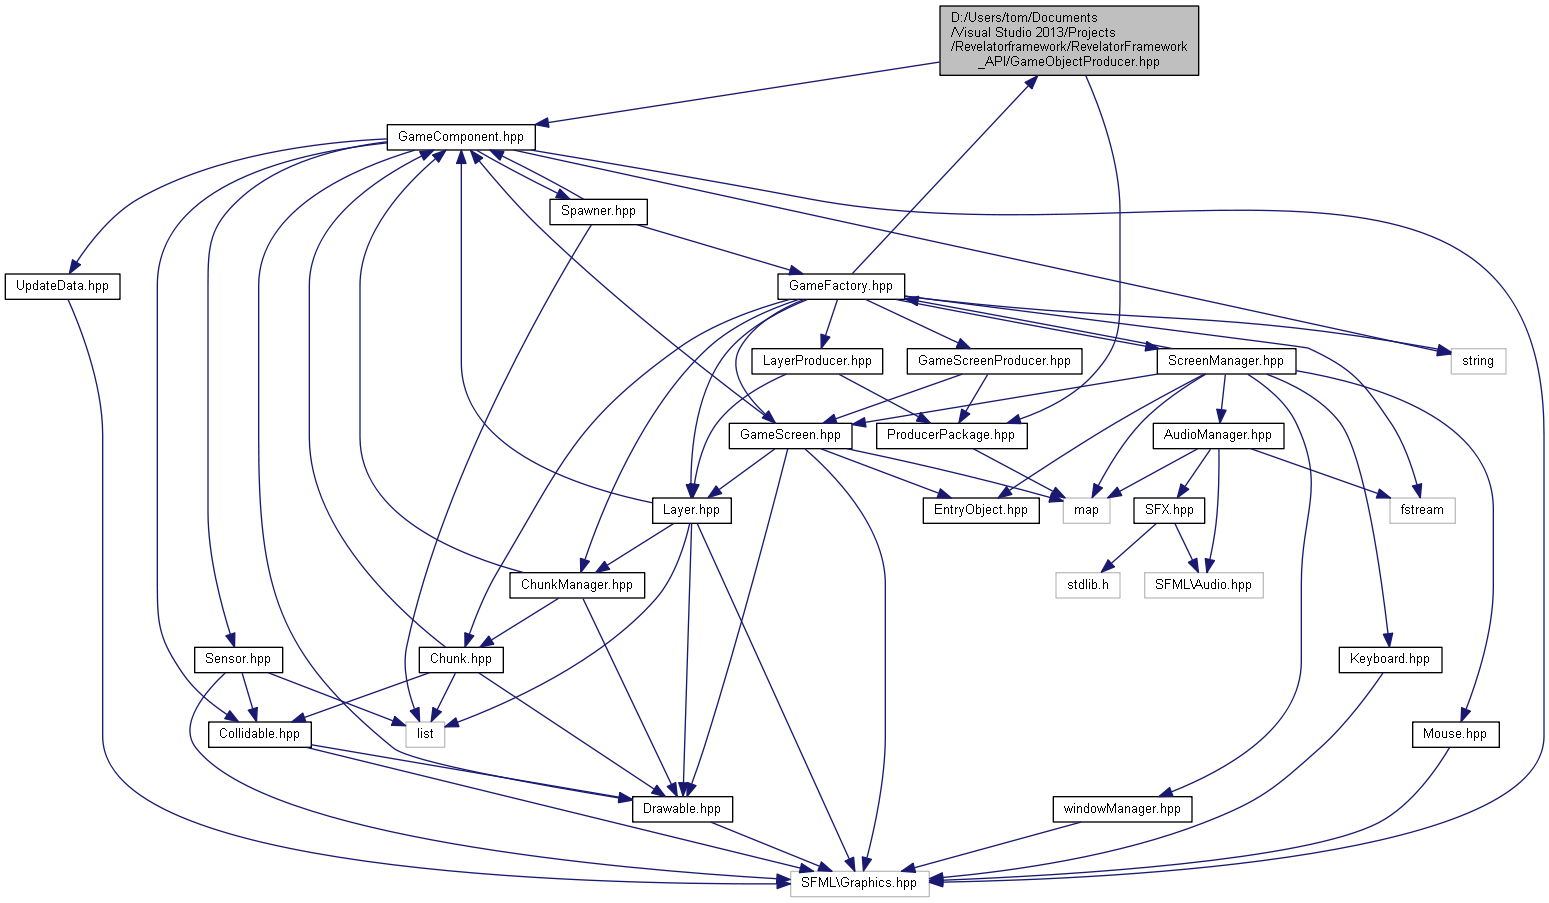 D:/Users/tom/Documents
/Visual Studio 2013/Projects
/Revelatorframework/RevelatorFramework
_API/GameObjectProducer.hpp
GameComponent.hpp
Spawner.hpp
UpdateData.hpp
GameFactory.hpp
LayerProducer.hpp
GameScreenProducer.hpp
ScreenManager.hpp
string
GameScreen.hpp
ProducerPackage.hpp
AudioManager.hpp
Layer.hpp
EntryObject.hpp
map
SFX.hpp
fstream
ChunkManager.hpp
stdlib.h
SFML\Audio.hpp
Sensor.hpp
Chunk.hpp
Keyboard.hpp
Collidable.hpp
list
Mouse.hpp
Drawable.hpp
windowManager.hpp
SFML\Graphics.hpp